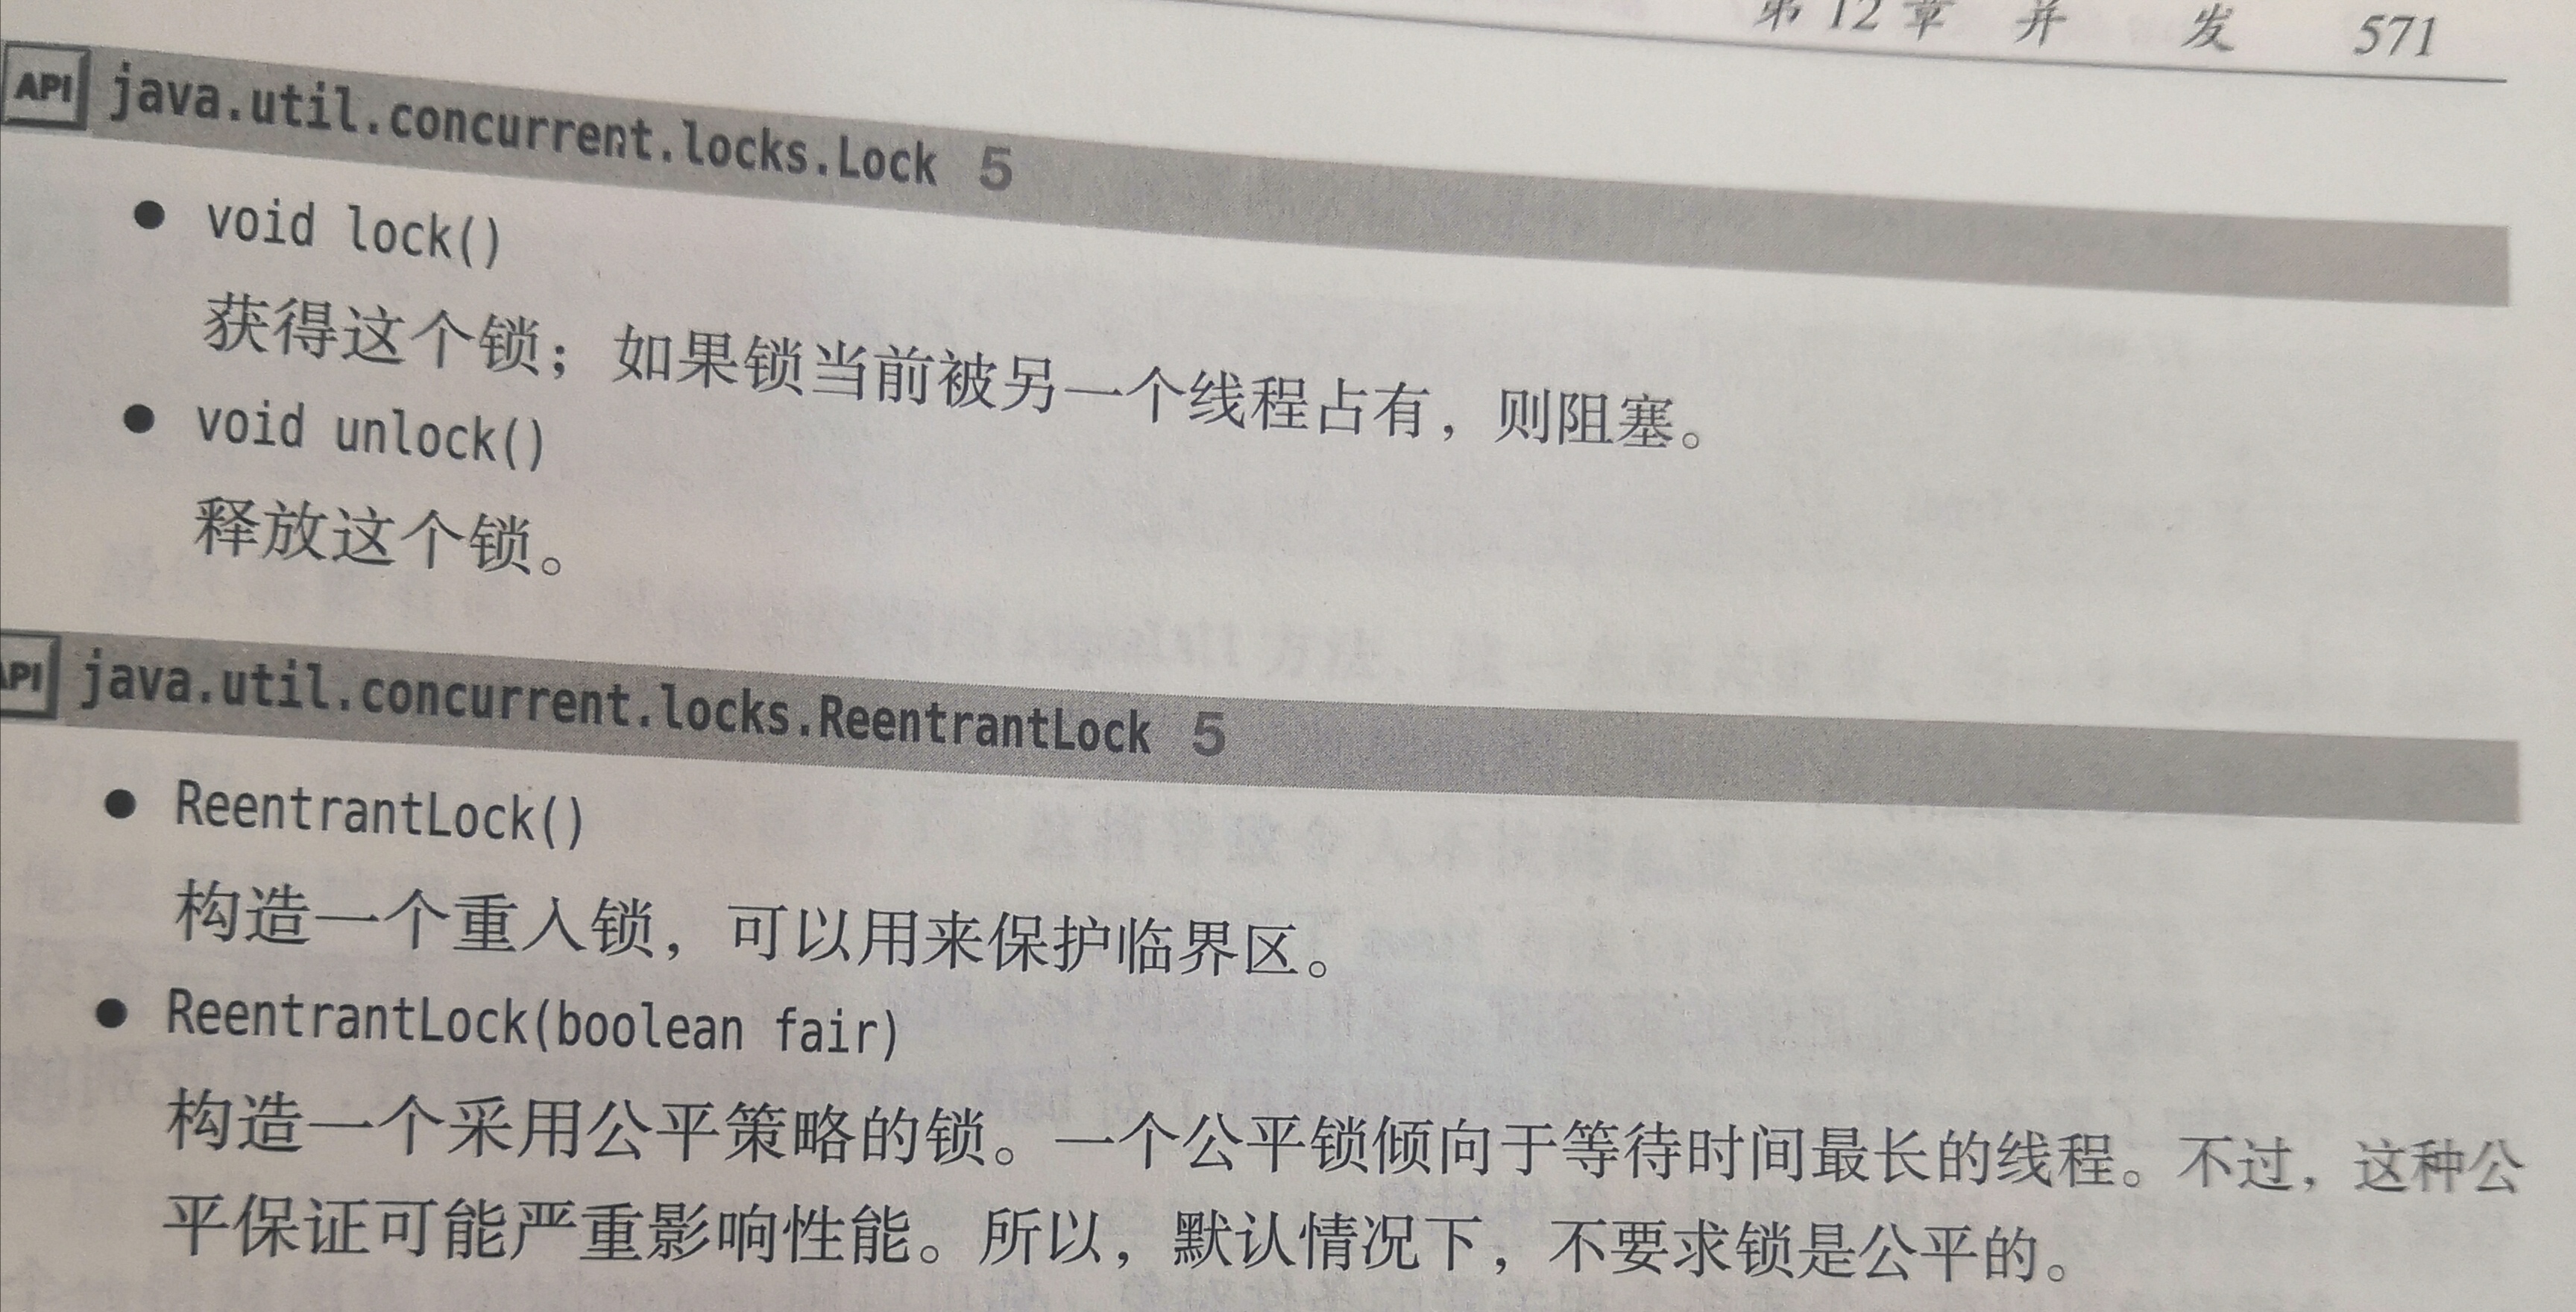 第12章 并 发 571
API java.util.concurrent.locks.Lock 5
● void lock()
获得这个锁；如果锁当前被另一个线程占有，则阻塞。
● void unlock()
释放这个锁。
API java.util.concurrent.locks.ReentrantLock 5
● ReentrantLock()
构造一个重入锁，可以用来保护临界区。
● ReentrantLock(boolean fair)
构造一个采用公平策略的锁。一个公平锁倾向于等待时间最长的线程。不过，这种公
平保证可能严重影响性能。所以，默认情况下，不要求锁是公平的。